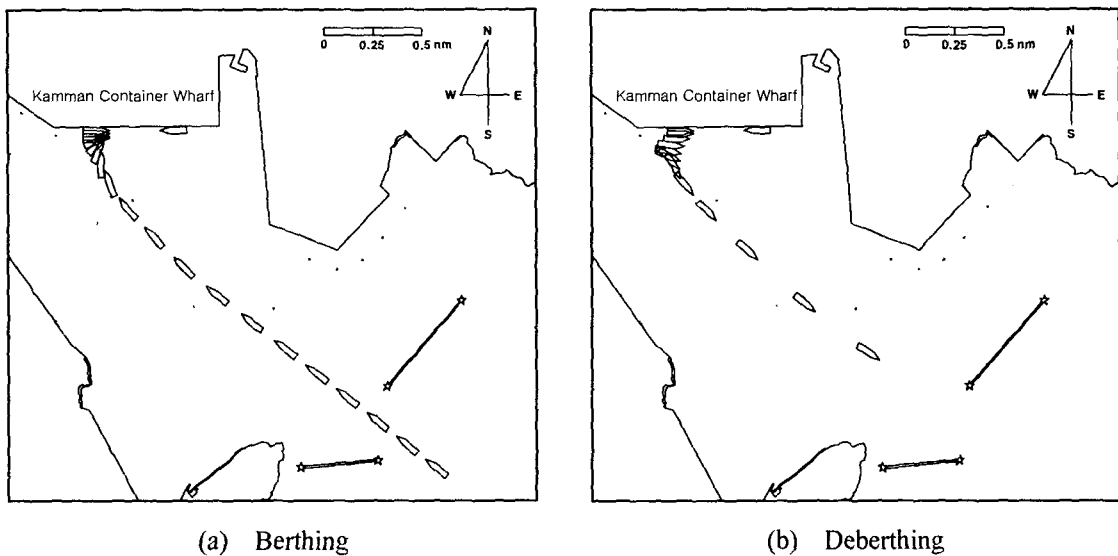 0 0.25 0.5 nm
N
Kamman Container Wharf
W E
S
(a) Berthing
0 0.25 0.5 nm
N
Kamman Container Wharf
W E
S
(b) Deberthing